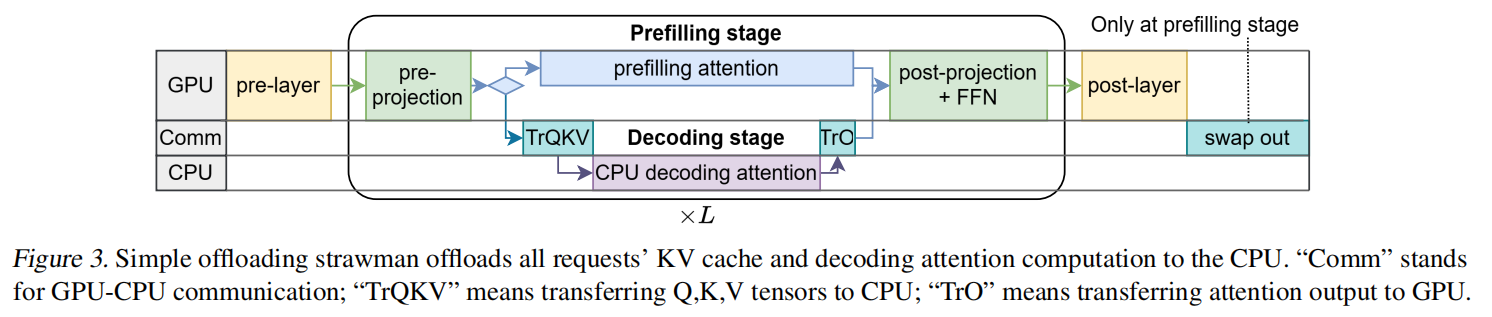 Only at prefilling stage
Prefilling stage
GPU
pre-layer
pre-
projection
prefilling attention
post-projection
+ FFN
post-layer
Comm
TrQKV
Decoding stage
TrO
swap out
CPU
CPU decoding attention
×L
Figure 3. Simple offloading strawman offloads all requests’ KV cache and decoding attention computation to the CPU. “Comm” stands
for GPU-CPU communication; “TrQKV” means transferring Q,K,V tensors to CPU; “TrO” means transferring attention output to GPU.